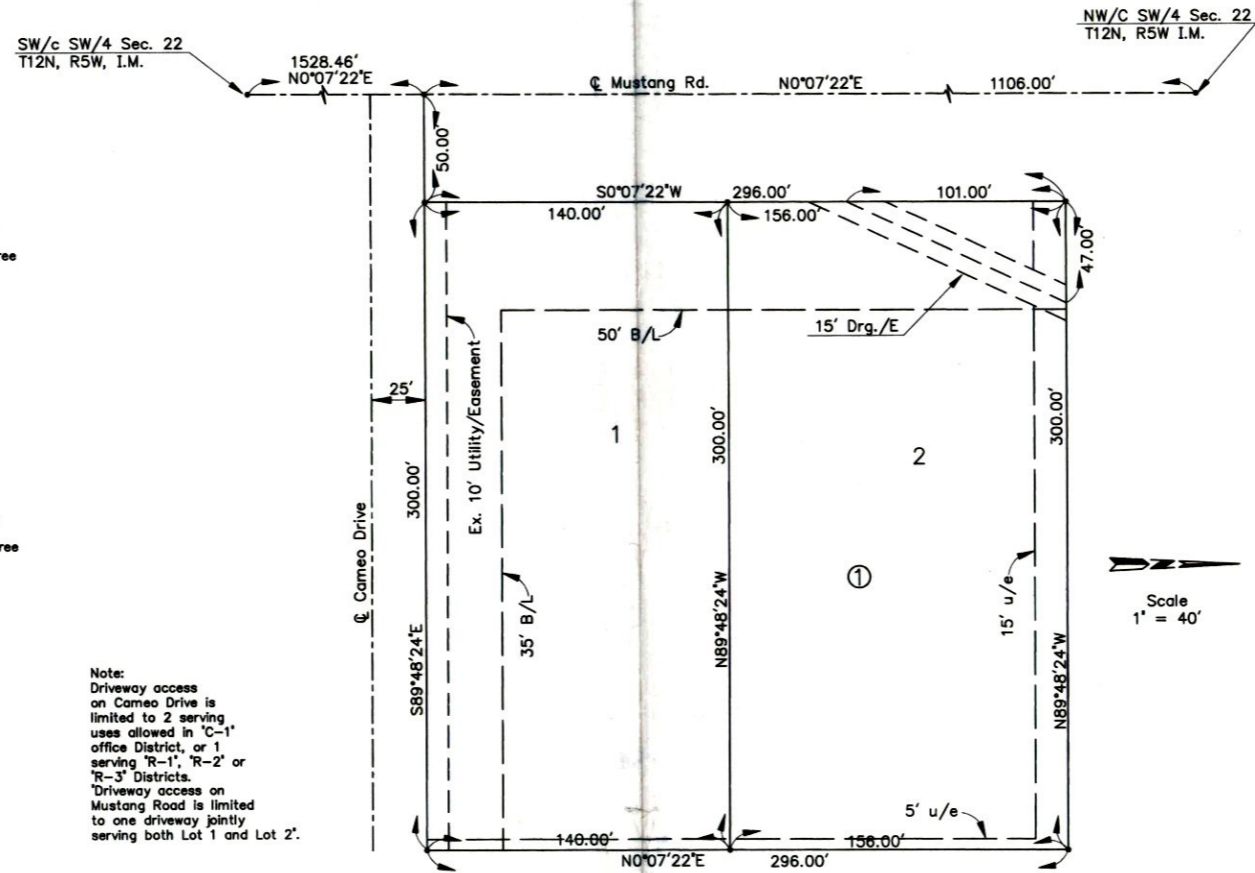 SW/c SW/4 Sec. 22
T12N, R5W, I.M.
1528.46'
N0°07'22"E
℄ Mustang Rd.
N0°07'22"E
1106.00'
NW/C SW/4 Sec. 22
T12N, R5W I.M.
50.00'
S0°07'22"W
296.00'
101.00'
140.00'
156.00'
47.00'
ree
50' B/L
15' Drg./E
25'
Ex. 10' Utility/Easement
1
2
300.00'
300.00'
300.00'
ree
℄ Cameo Drive
35' B/L
①
15' u/e
Scale
1" = 40'
S89°48'24"E
N89°48'24"W
N89°48'24"W
Note:
Driveway access
on Cameo Drive is
limited to 2 serving
uses allowed in "C-1"
office District, or 1
serving "R-1", "R-2" or
"R-3" Districts.
"Driveway access on
Mustang Road is limited
to one driveway jointly
serving both Lot 1 and Lot 2".
5' u/e
140.00'
156.00'
N0°07'22"E
296.00'